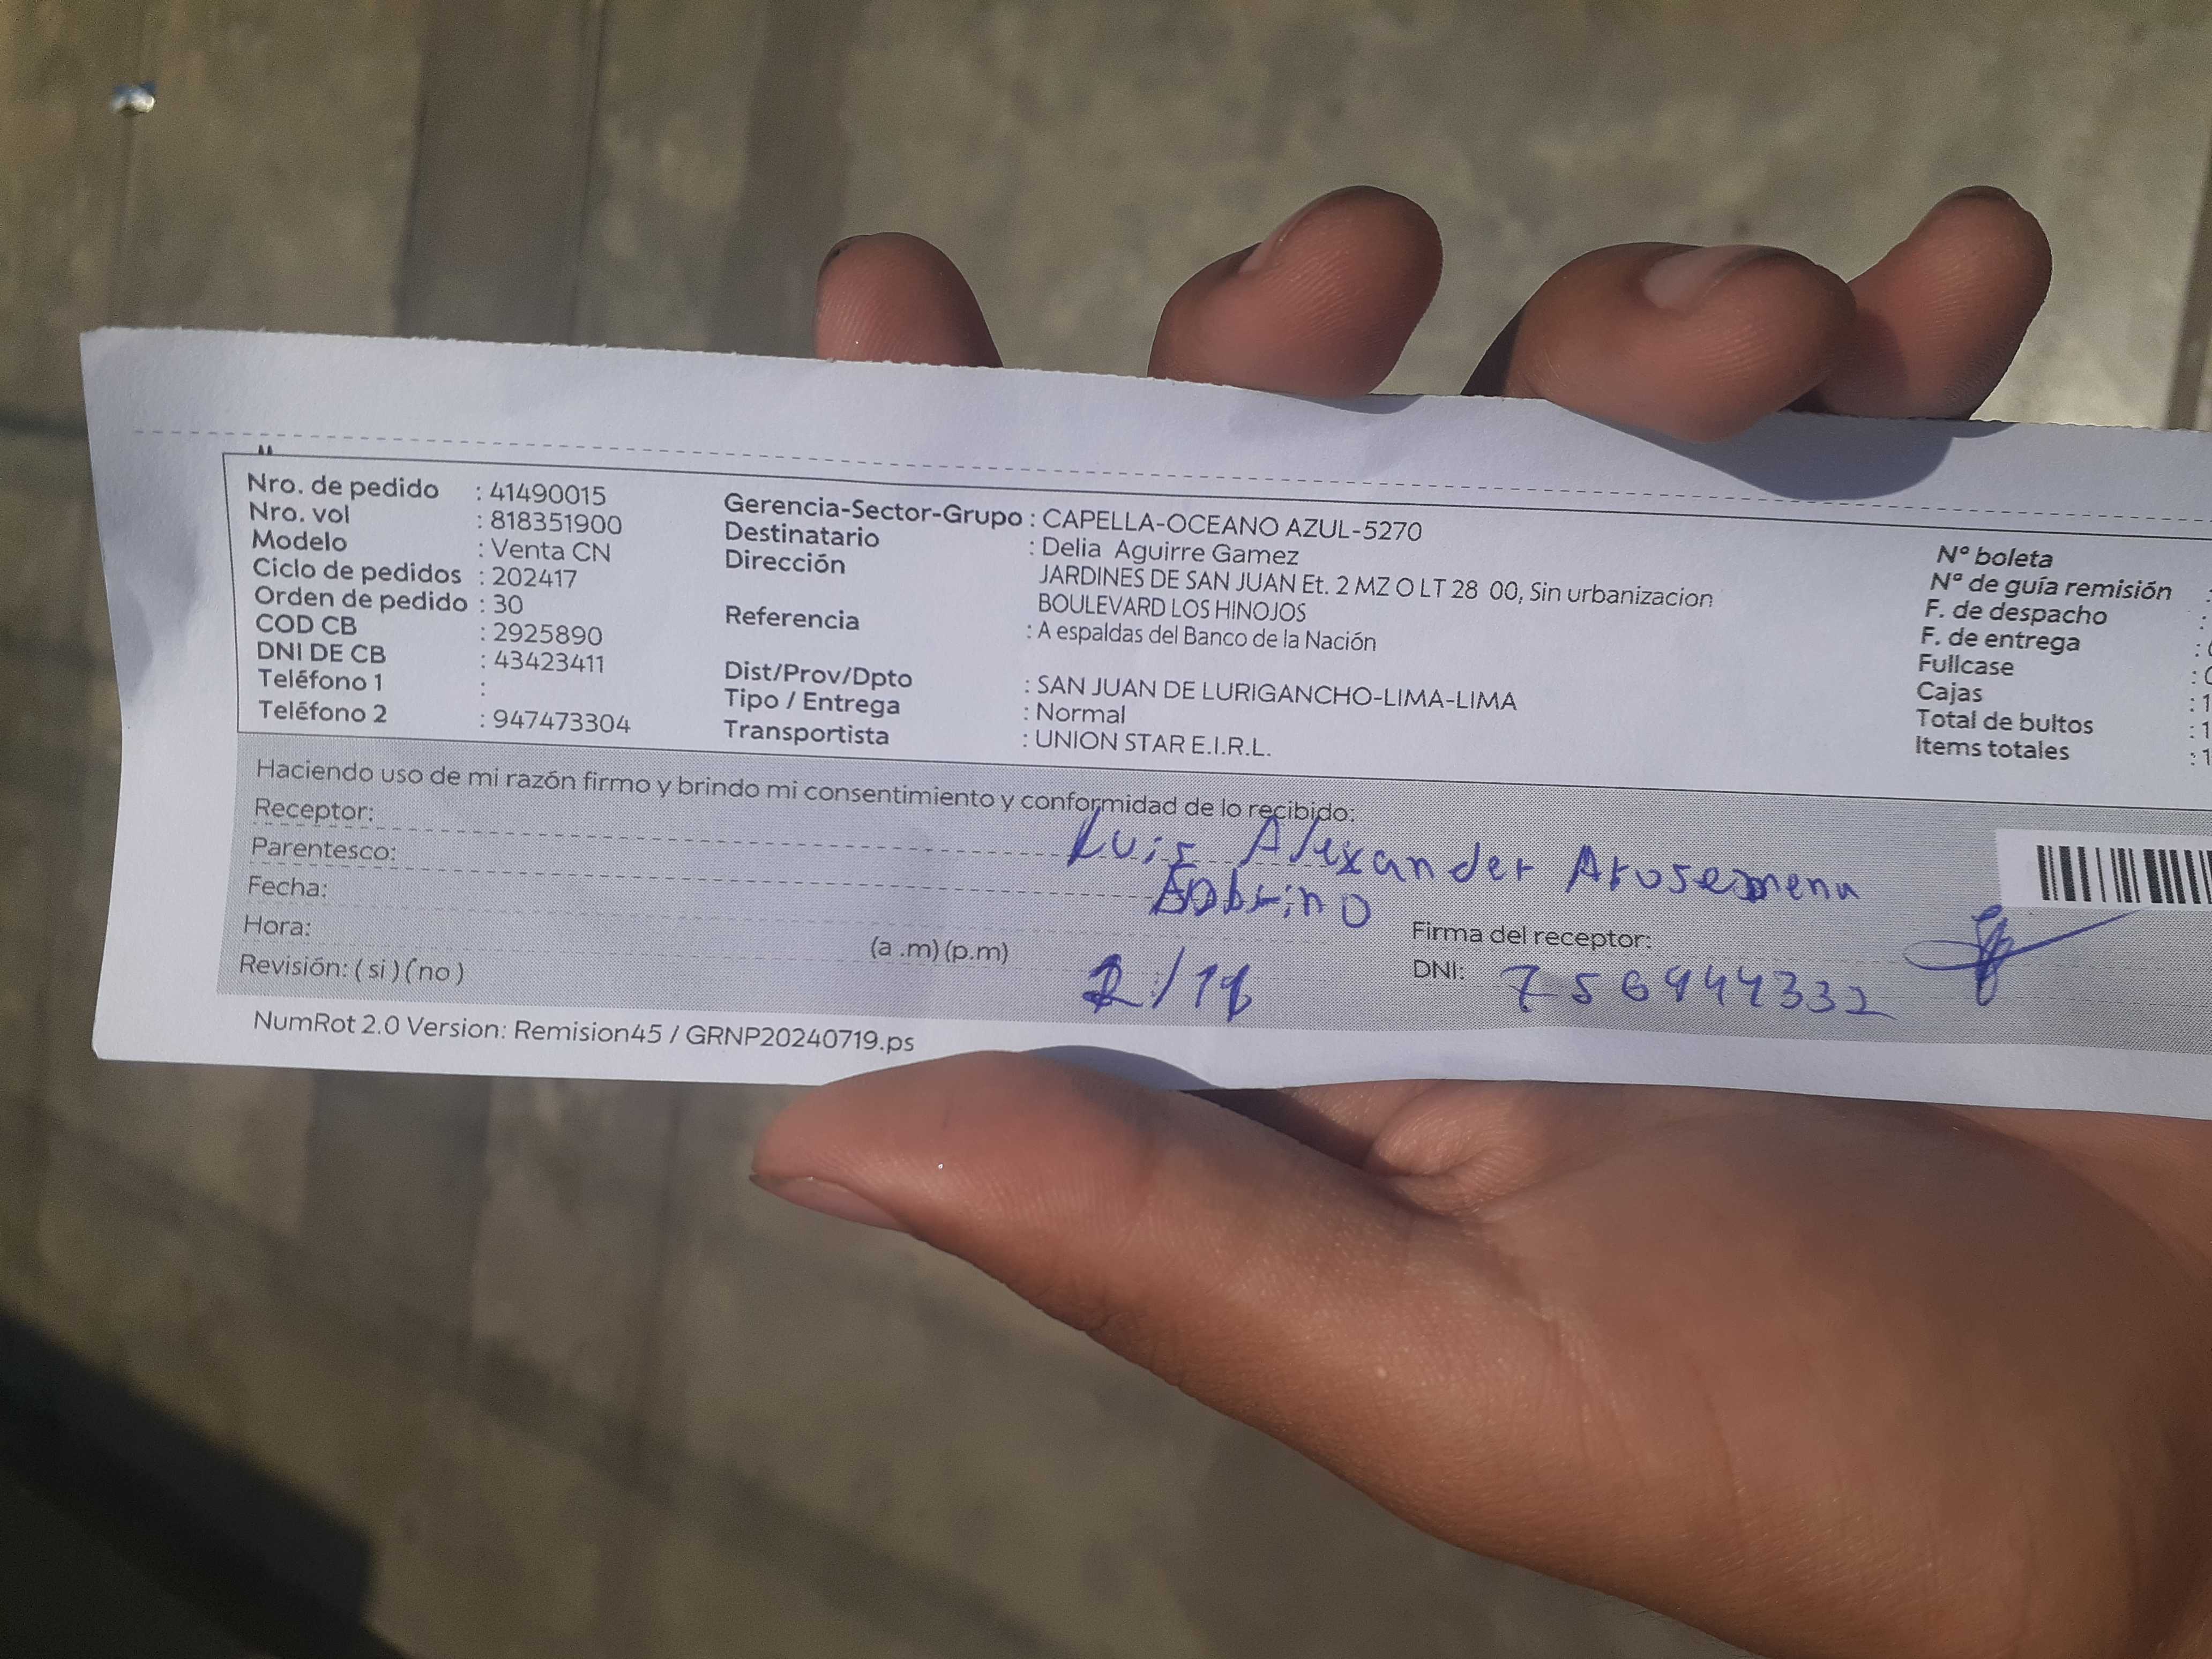 Nro. de pedido : 41490015
Nro. vol : 818351900
Modelo : Venta CN
Ciclo de pedidos : 202417
Orden de pedido : 30
COD CB : 2925890
DNI DE CB : 43423411
Teléfono 1 :
Teléfono 2 : 947473304
Gerencia-Sector-Grupo : CAPELLA-OCEANO AZUL-5270
Destinatario : Delia Aguirre Gamez
Dirección JARDINES DE SAN JUAN Et. 2 MZ O LT 28 00, Sin urbanizacion
BOULEVARD LOS HINOJOS
Referencia : A espaldas del Banco de la Nación
Dist/Prov/Dpto : SAN JUAN DE LURIGANCHO-LIMA-LIMA
Tipo / Entrega : Normal
Transportista : UNION STAR E.I.R.L.
N° boleta
N° de guía remisión :
F. de despacho :
F. de entrega :
Fullcase :
Cajas : 1
Total de bultos : 1
Items totales : 1
Haciendo uso de mi razón firmo y brindo mi consentimiento y conformidad de lo recibido:
Receptor: Luis Alexander Arosemena
Parentesco: Sobrino
Fecha:
Hora: (a .m) (p.m)
Revisión: ( si ) ( no )
Firma del receptor:
DNI:
NumRot 2.0 Version: Remision45 / GRNP20240719.ps